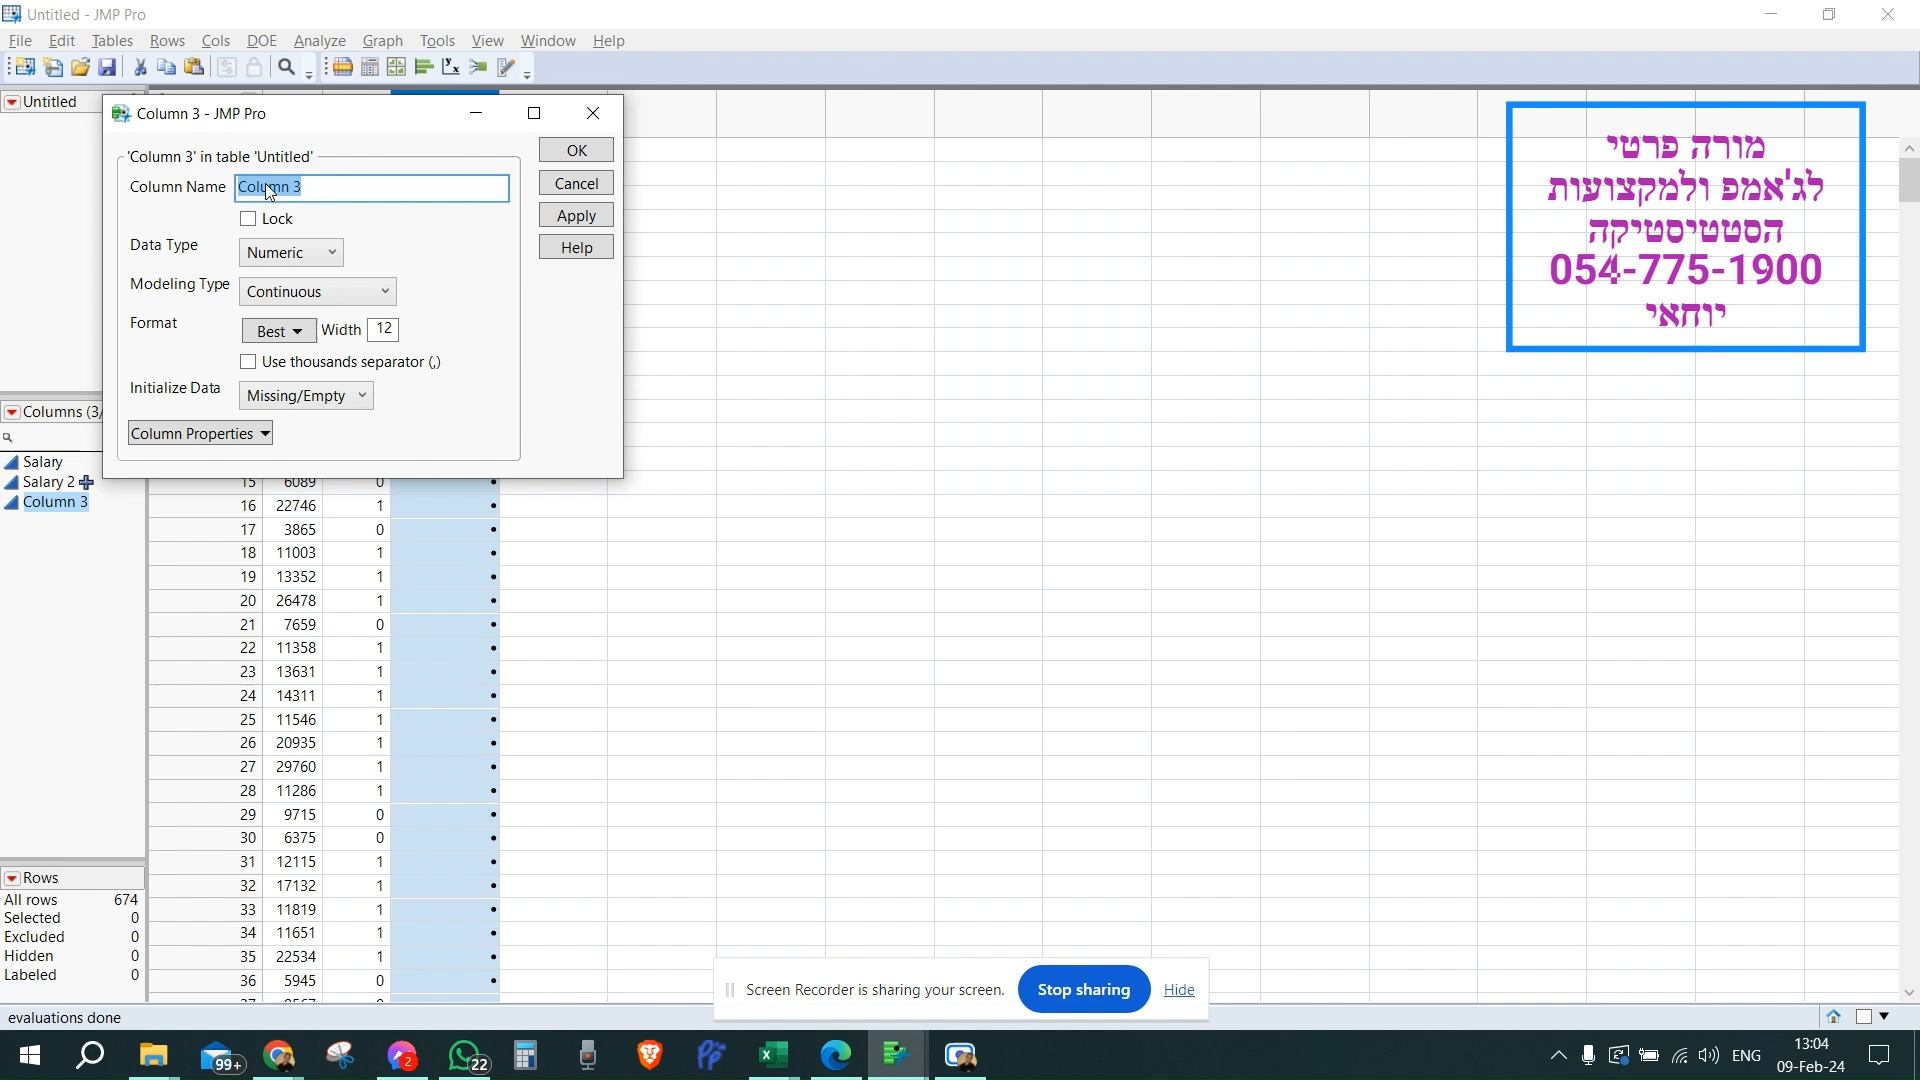 Untitled - JMP Pro
File Edit Tables Rows Cols DOE Analyze Graph Tools View Window Help
Untitled
Column 3 - JMP Pro
'Column 3' in table 'Untitled'
Column Name Column 3
Lock
Data Type Numeric
Modeling Type Continuous
Format Best Width 12
Use thousands separator (,)
Initialize Data Missing/Empty
Column Properties
OK
Cancel
Apply
Help
מורה פרטי
לג'אמפ ולמקצועות
הסטטיסטיקה
054-775-1900
יוחאי
Columns (3/
Salary
Salary 2
Column 3
15 6089 0
16 22746 1
17 3865 0
18 11003 1
19 13352 1
20 26478 1
21 7659 0
22 11358 1
23 13631 1
24 14311 1
25 11546 1
26 20935 1
27 29760 1
28 11286 1
29 9715 0
30 6375 0
31 12115 1
32 17132 1
33 11819 1
34 11651 1
35 22534 1
36 5945 0
Rows
All rows 674
Selected 0
Excluded 0
Hidden 0
Labeled 0
Screen Recorder is sharing your screen. Stop sharing Hide
evaluations done
99+
2
22
ENG
13:04
09-Feb-24